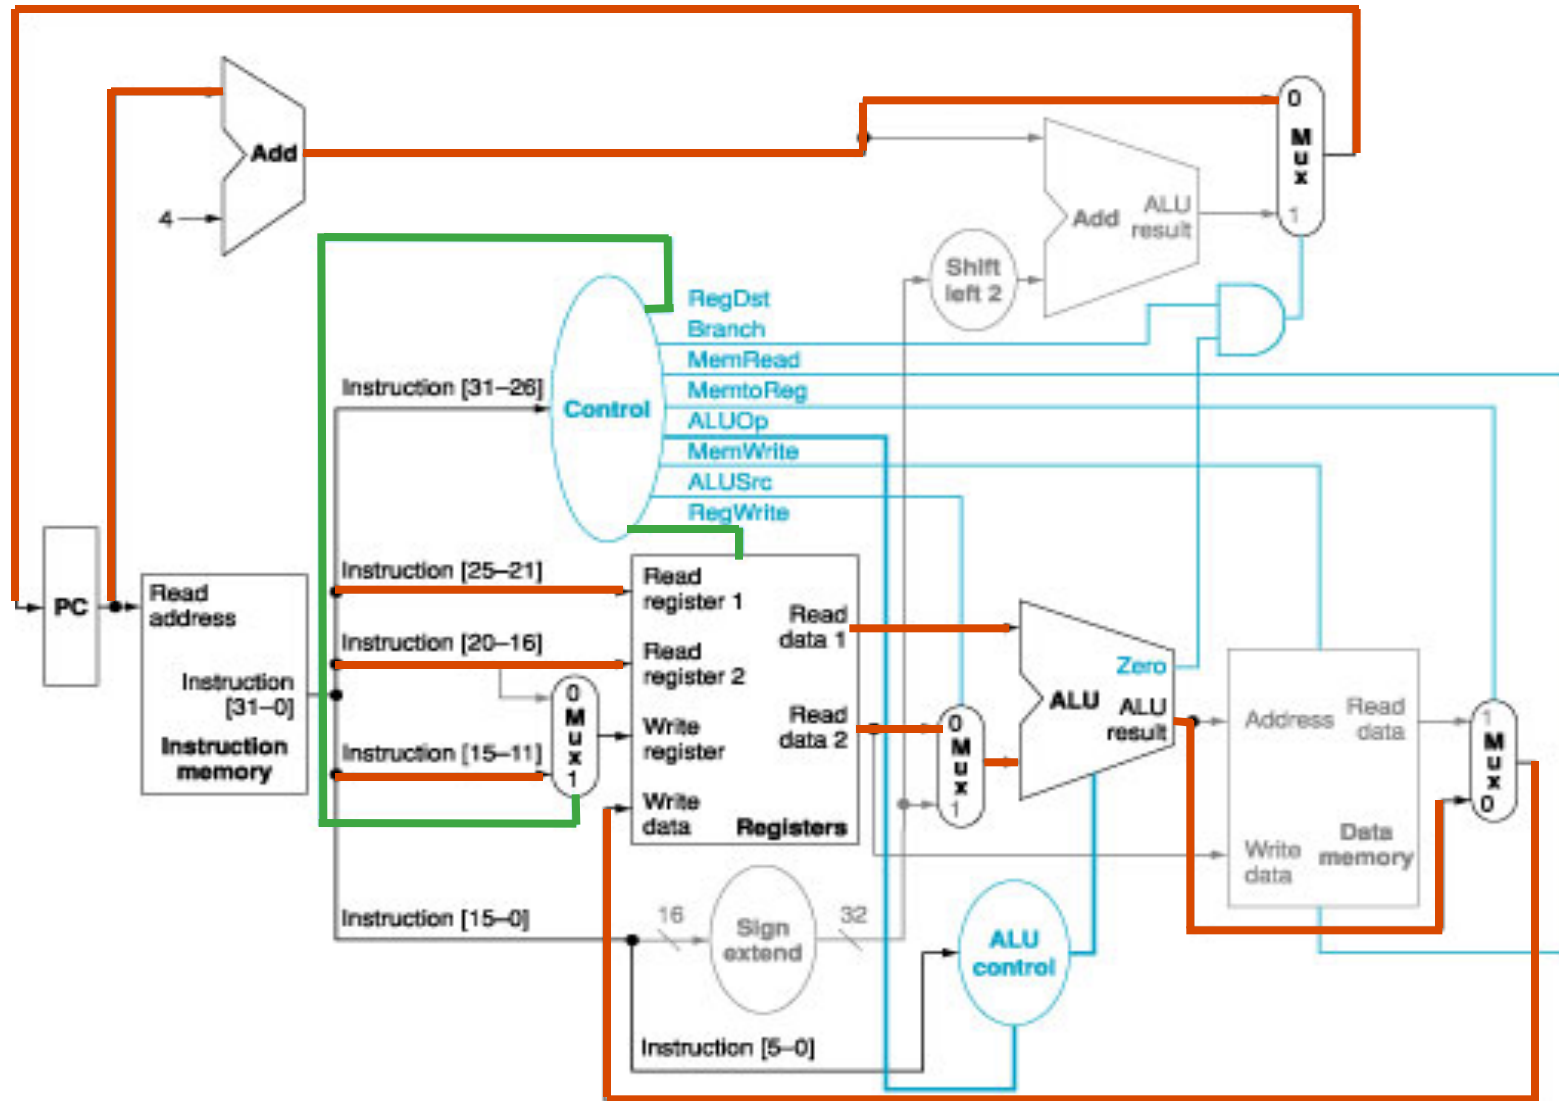 0
M
u
x
1
Add
4
Add
ALU
result
Shift
left 2
RegDst
Branch
MemRead
MemtoReg
ALUOp
MemWrite
ALUSrc
RegWrite
Instruction [31–26]
Control
PC
Read
address
Instruction
[31–0]
Instruction
memory
Instruction [25–21]
Instruction [20–16]
Instruction [15–11]
0
M
u
x
1
Read
register 1
Read
register 2
Write
register
Write
data
Read
data 1
Read
data 2
Registers
0
M
u
x
1
Zero
ALU
ALU
result
Address
Read
data
Write
data
Data
memory
1
M
u
x
0
Instruction [15–0]
16
Sign
extend
32
ALU
control
Instruction [5–0]